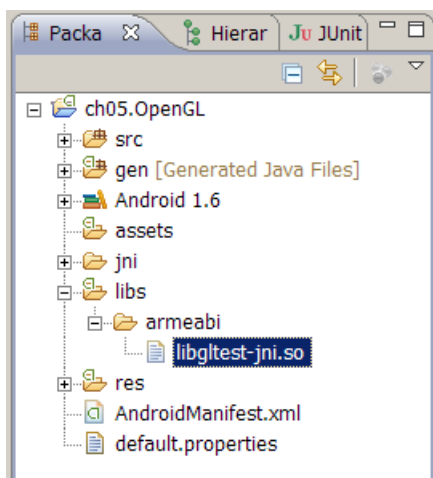 Packa Hierar Ju JUnit
ch05.OpenGL
src
gen [Generated Java Files]
Android 1.6
assets
jni
libs
armeabi
libgltest-jni.so
res
AndroidManifest.xml
default.properties